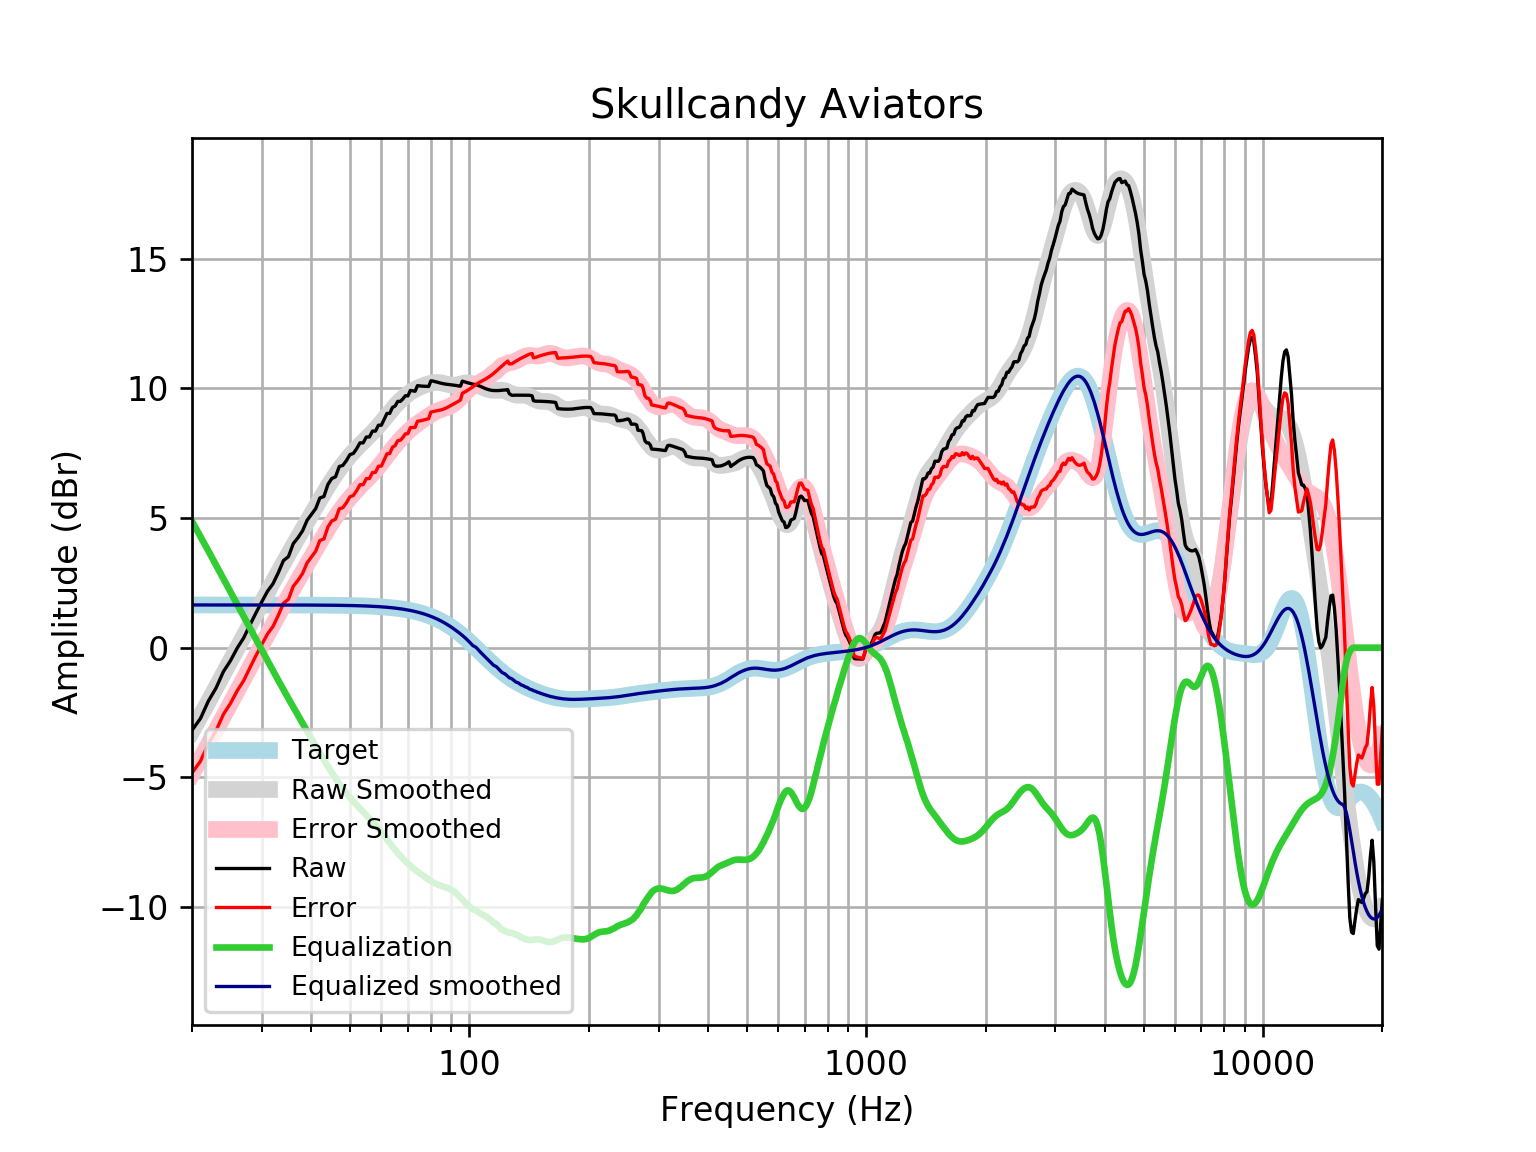 Skullcandy Aviators
Amplitude (dBr)
15
10
5
0
−5
−10
Target
Raw Smoothed
Error Smoothed
Raw
Error
Equalization
Equalized smoothed
100
1000
10000
Frequency (Hz)